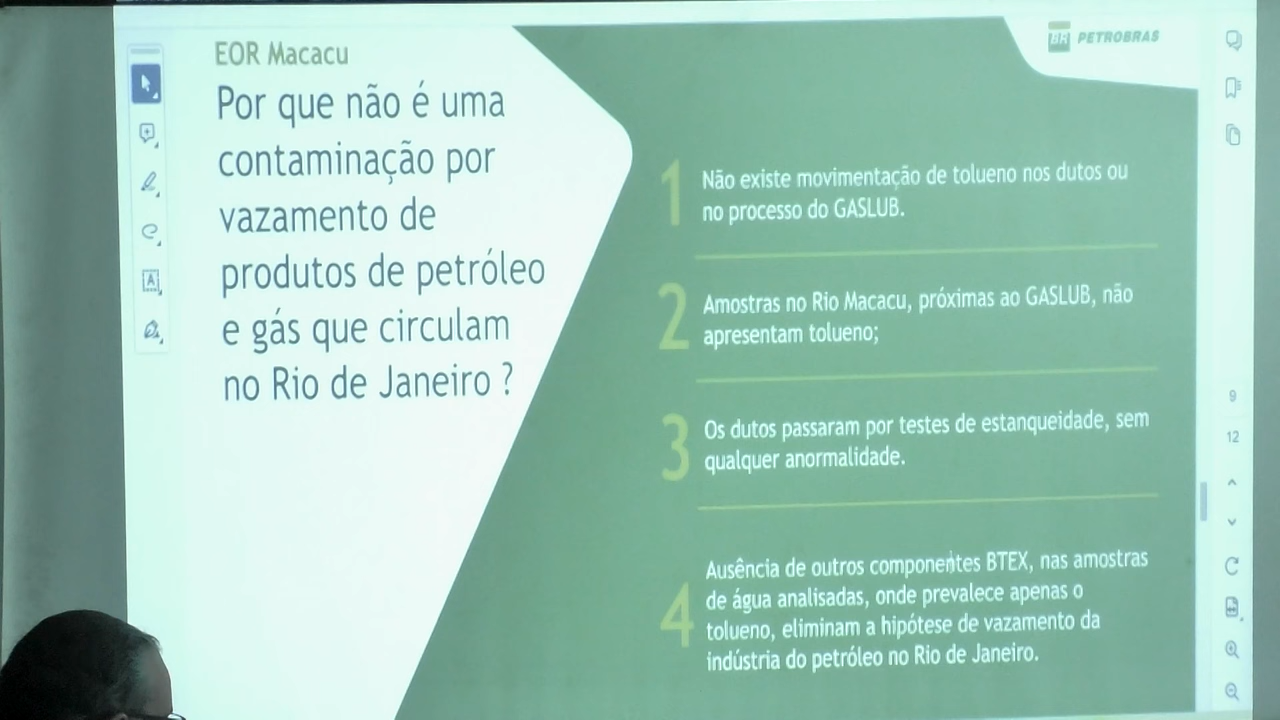 EOR Macacu
Por que não é uma
contaminação por
vazamento de
produtos de petróleo
e gás que circulam
no Rio de Janeiro ?
BR PETROBRAS
1
Não existe movimentação de tolueno nos dutos ou
no processo do GASLUB.
2
Amostras no Rio Macacu, próximas ao GASLUB, não
apresentam tolueno;
3
Os dutos passaram por testes de estanqueidade, sem
qualquer anormalidade.
4
Ausência de outros componentes BTEX, nas amostras
de água analisadas, onde prevalece apenas o
tolueno, eliminam a hipótese de vazamento da
indústria do petróleo no Rio de Janeiro.
9
12